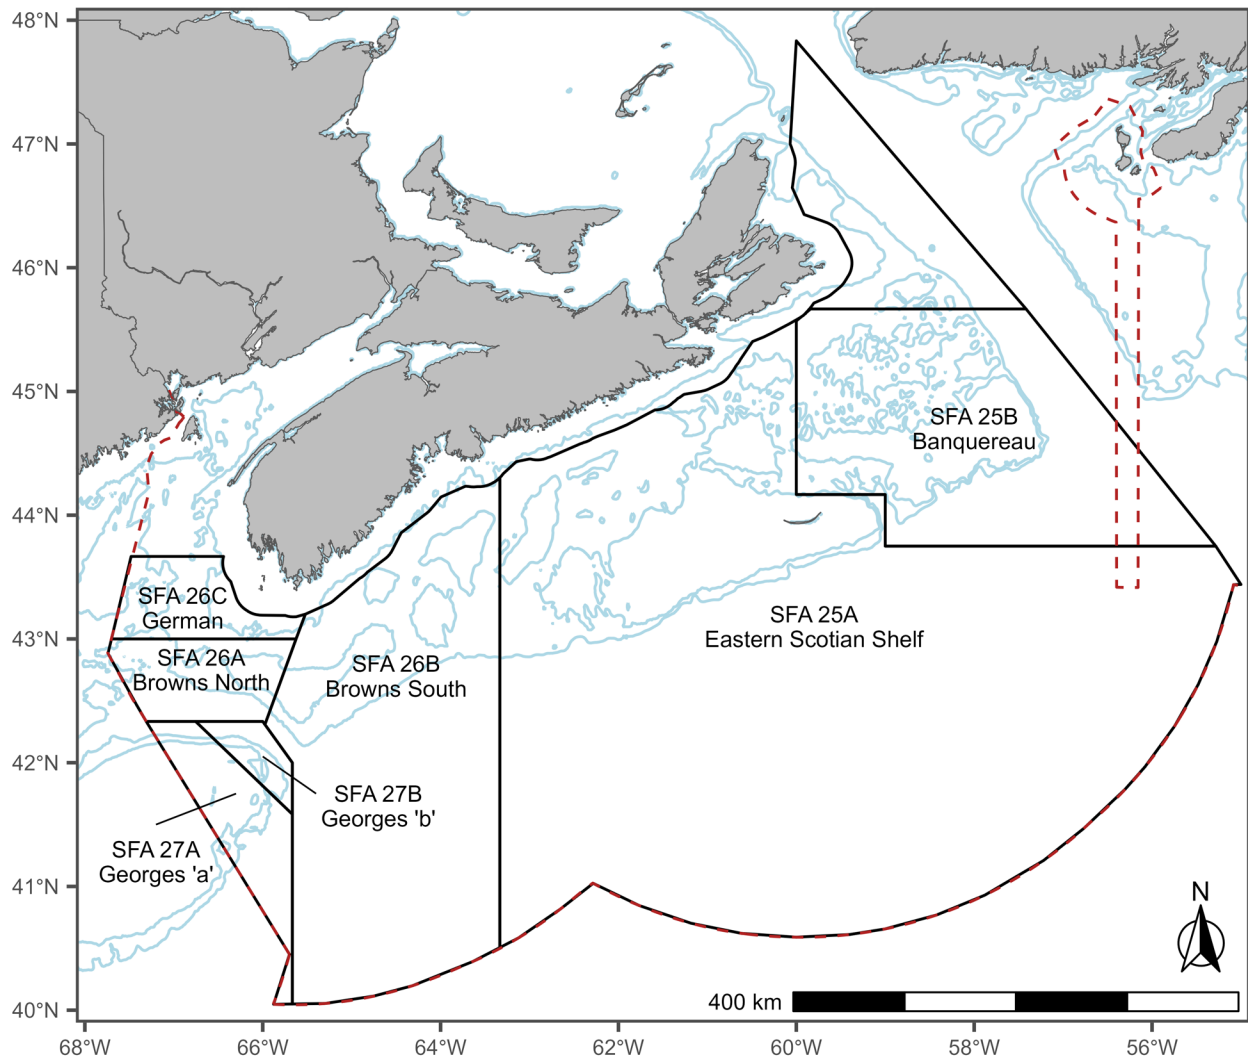 48°N
47°N
46°N
45°N
44°N
43°N
42°N
41°N
40°N
SFA 25B
Banquereau
SFA 26C
German
SFA 25A
Eastern Scotian Shelf
SFA 26A
Browns North
SFA 26B
Browns South
SFA 27B
Georges 'b'
SFA 27A
Georges 'a'
N
400 km
68°W
66°W
64°W
62°W
60°W
58°W
56°W